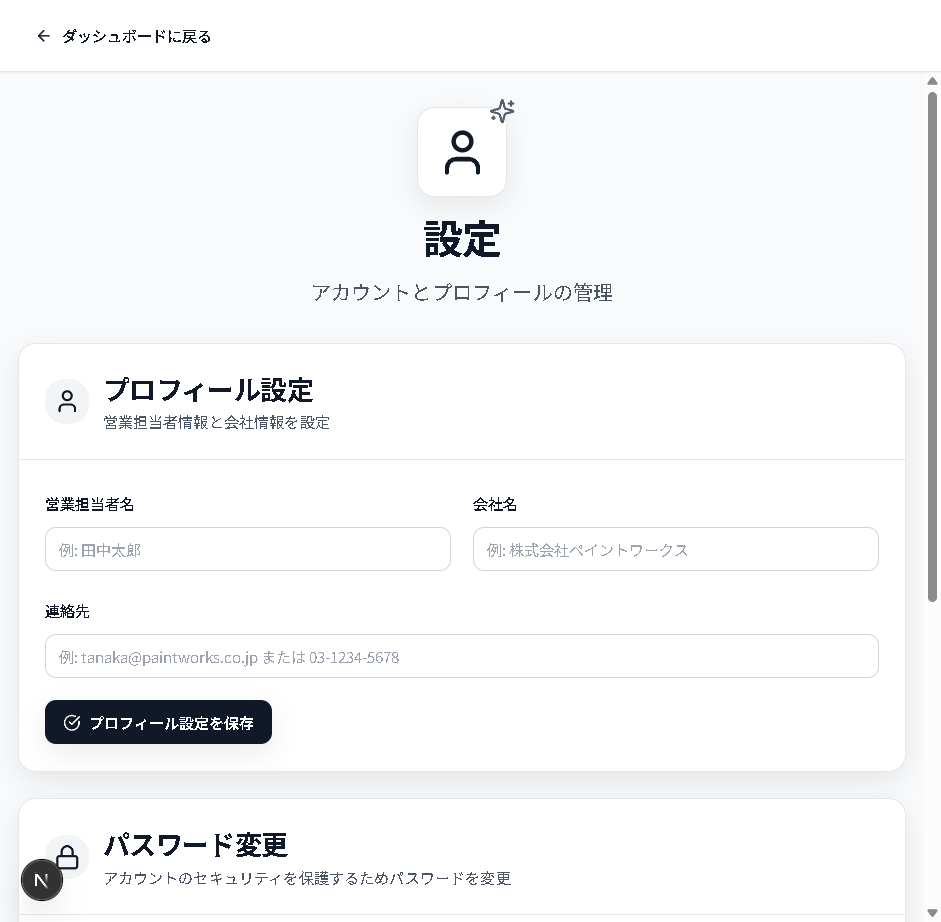 ダッシュボードに戻る
設定
アカウントとプロフィールの管理
プロフィール設定
営業担当者情報と会社情報を設定
営業担当者名
会社名
例: 田中太郎
例: 株式会社ペイントワークス
連絡先
例: tanaka@paintworks.co.jp または 03-1234-5678
プロフィール設定を保存
パスワード変更
アカウントのセキュリティを保護するためパスワードを変更
N